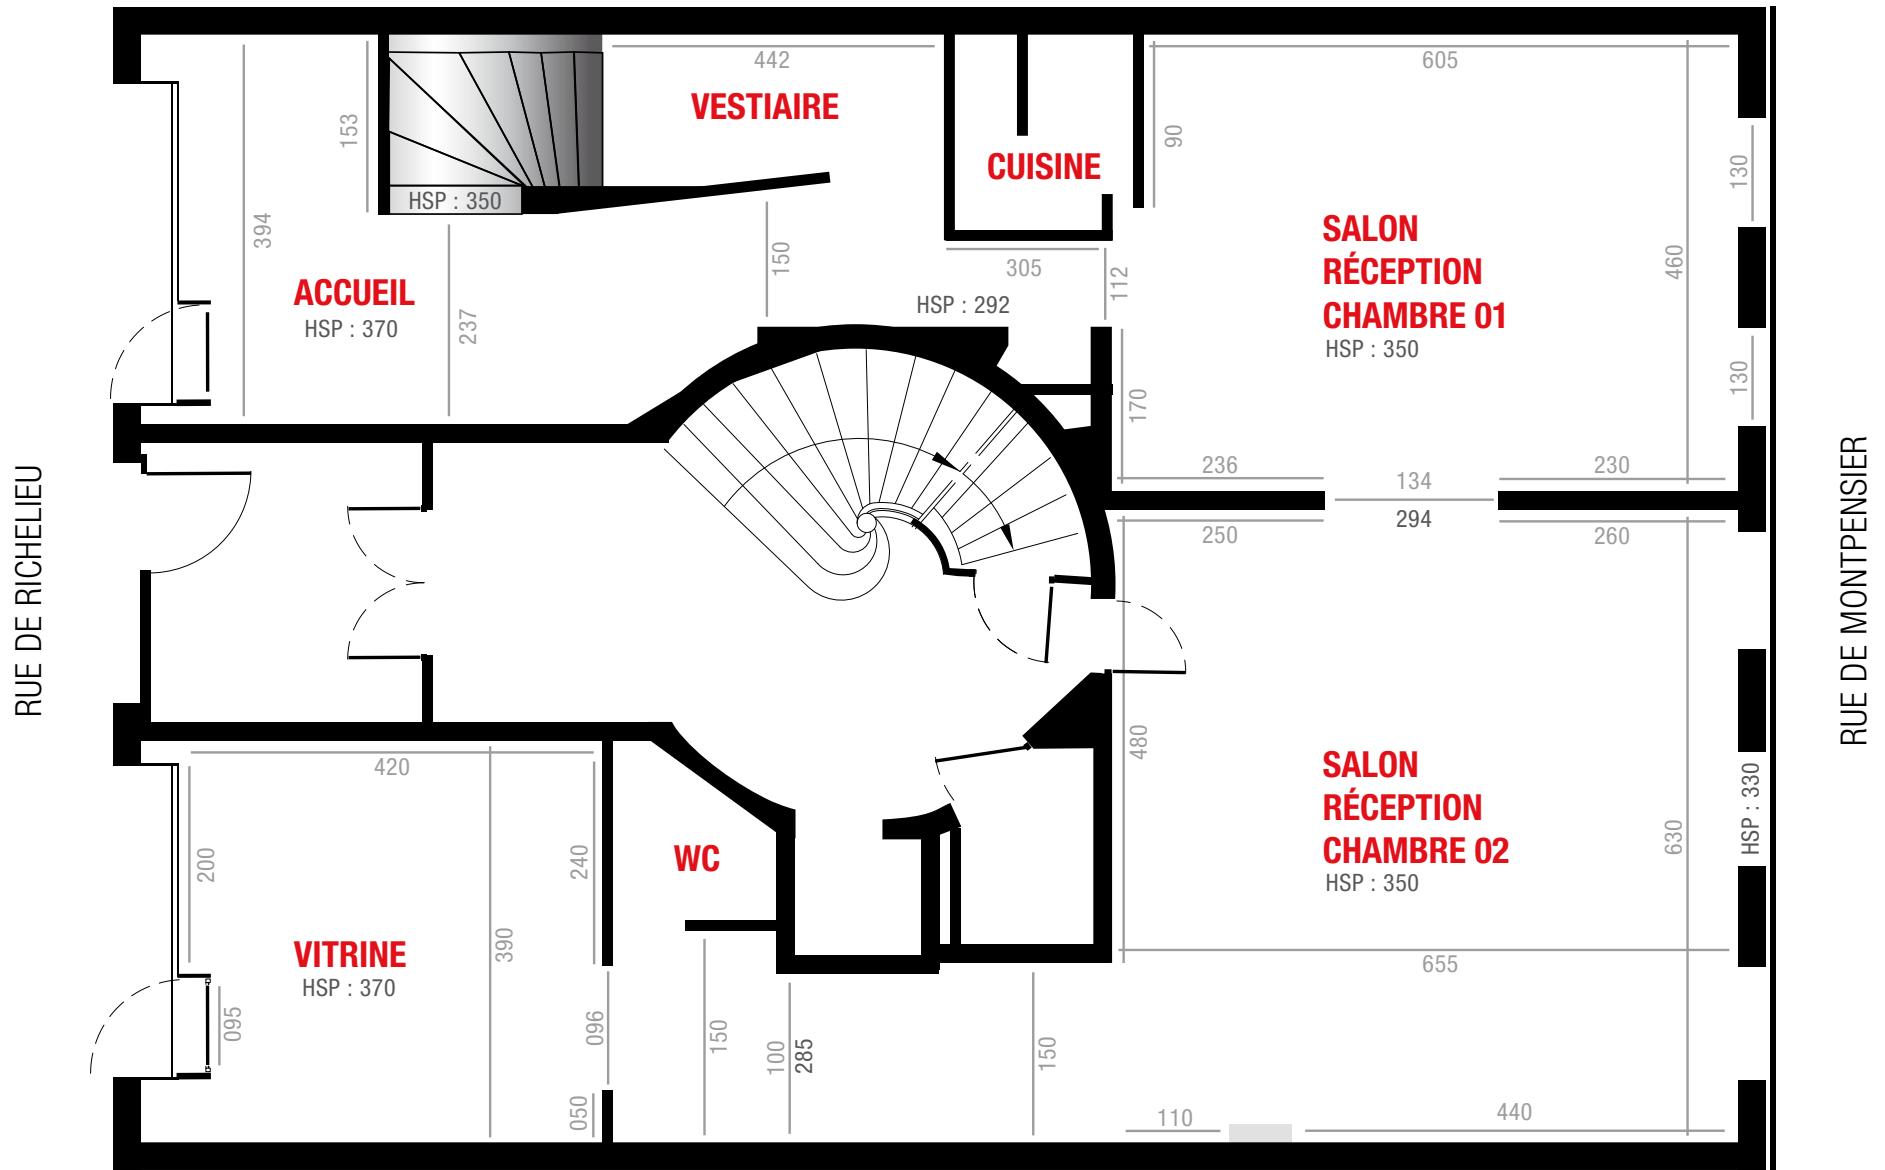 442
605
VESTIAIRE
153
90
CUISINE
130
HSP : 350
394
SALON
RÉCEPTION
CHAMBRE 01
HSP : 350
150
305
112
460
ACCUEIL
HSP : 370
237
HSP : 292
130
170
236
134
230
294
250
260
RUE DE RICHELIEU
RUE DE MONTPENSIER
420
480
SALON
RÉCEPTION
CHAMBRE 02
HSP : 350
HSP : 330
630
200
240
WC
390
VITRINE
HSP : 370
655
095
096
150
100
285
150
050
110
440